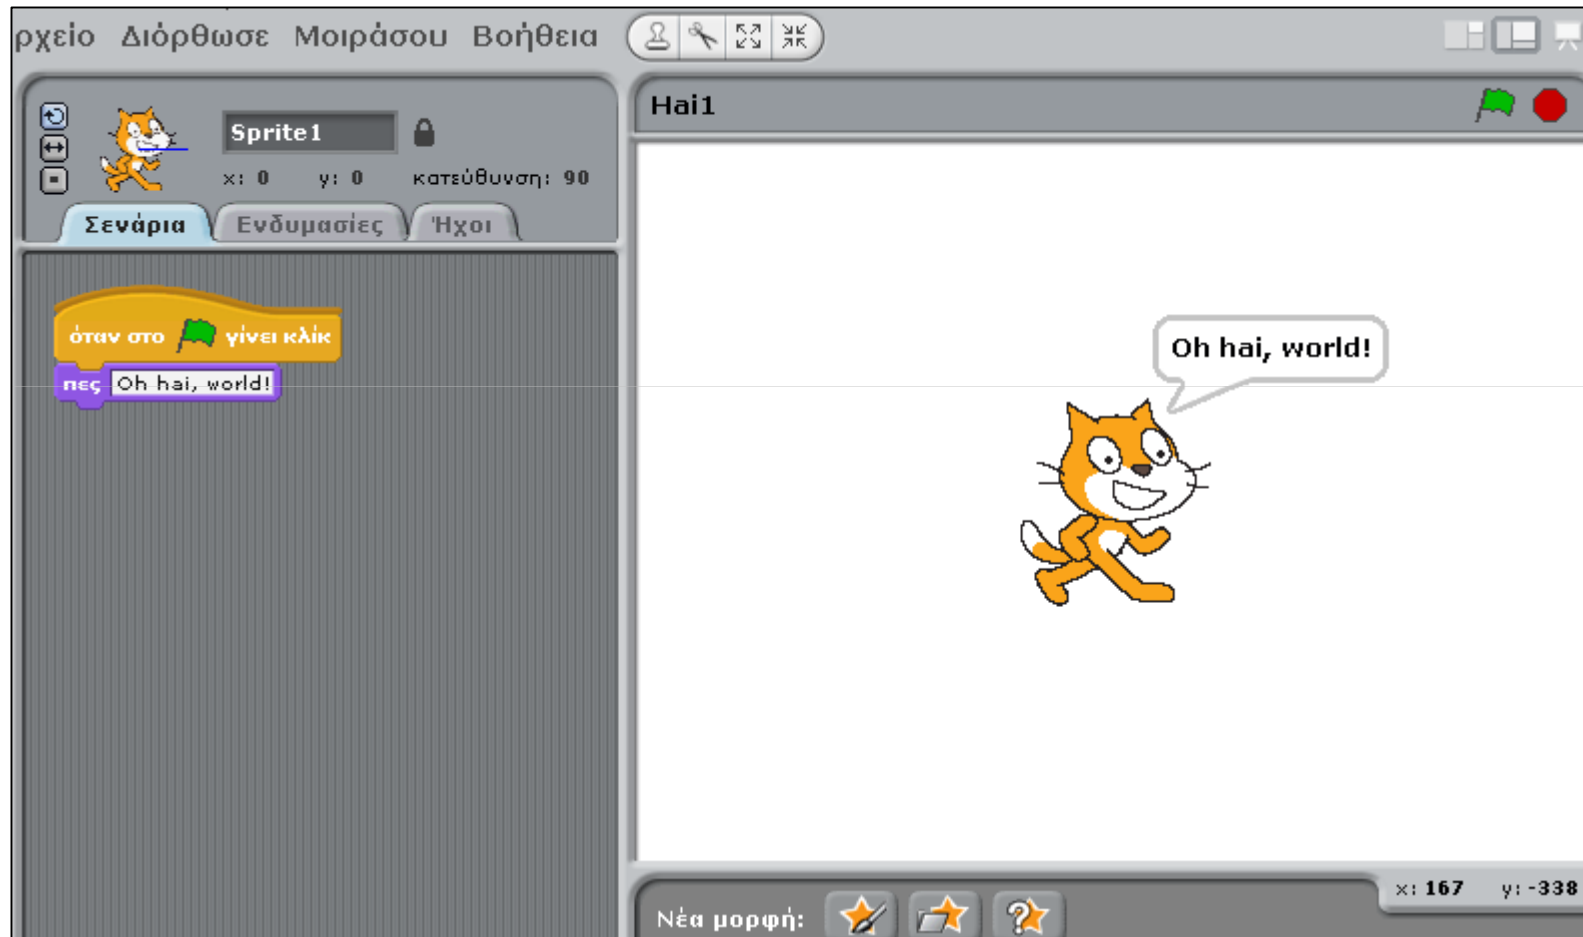 ρχείο Διόρθωσε Μοιράσου Βοήθεια
Sprite1
x: 0 y: 0 κατεύθυνση: 90
Σενάρια Ενδυμασίες Ήχοι
όταν στο γίνει κλίκ
πες Oh hai, world!
Hai1
Oh hai, world!
x: 167 y: -338
Νέα μορφή: